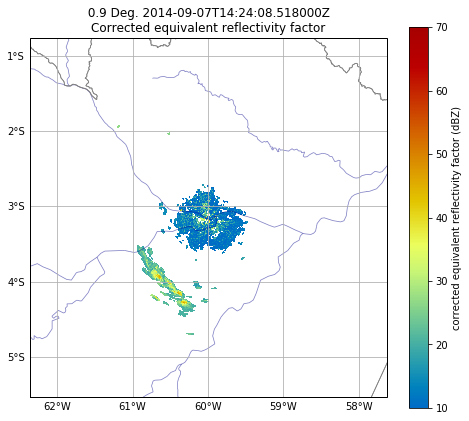 0.9 Deg. 2014-09-07T14:24:08.518000Z
Corrected equivalent reflectivity factor
1°S
2°S
3°S
4°S
5°S
62°W 61°W 60°W 59°W 58°W
70
60
50
40
30
20
10
corrected equivalent reflectivity factor (dBZ)